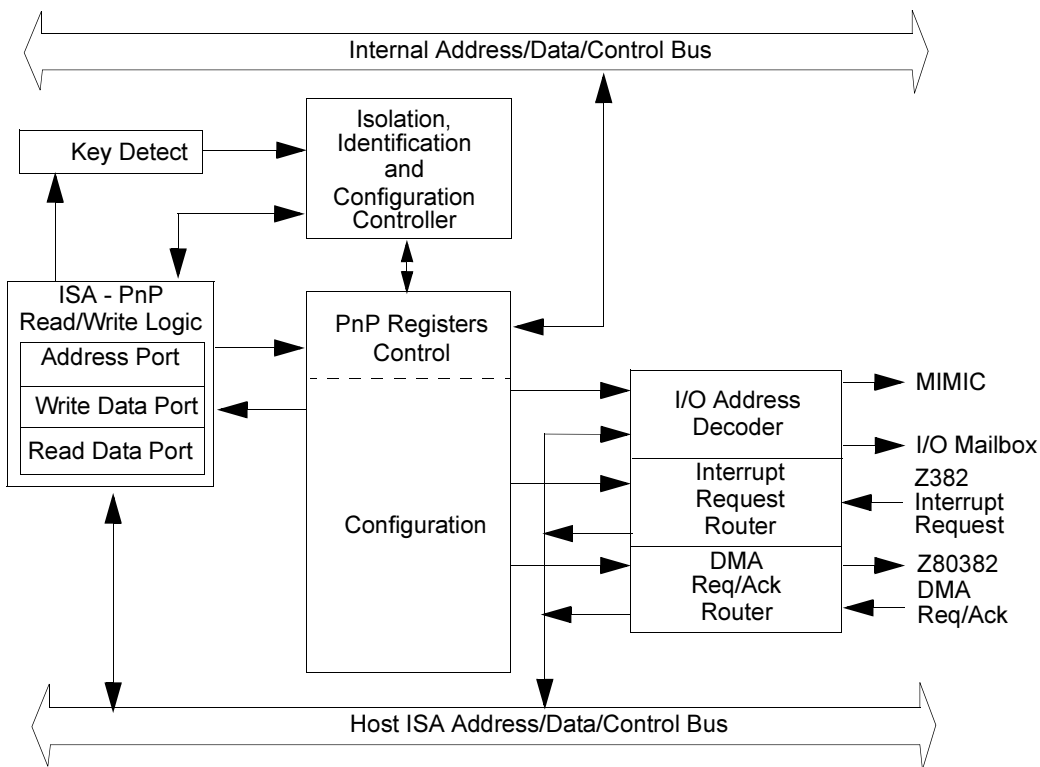 Internal Address/Data/Control Bus
Key Detect
Isolation,
Identification
and
Configuration
Controller
ISA - PnP
Read/Write Logic
Address Port
Write Data Port
Read Data Port
PnP Registers
Control
Configuration
I/O Address
Decoder
Interrupt
Request
Router
DMA
Req/Ack
Router
MIMIC
I/O Mailbox
Z382
Interrupt
Request
Z80382
DMA
Req/Ack
Host ISA Address/Data/Control Bus